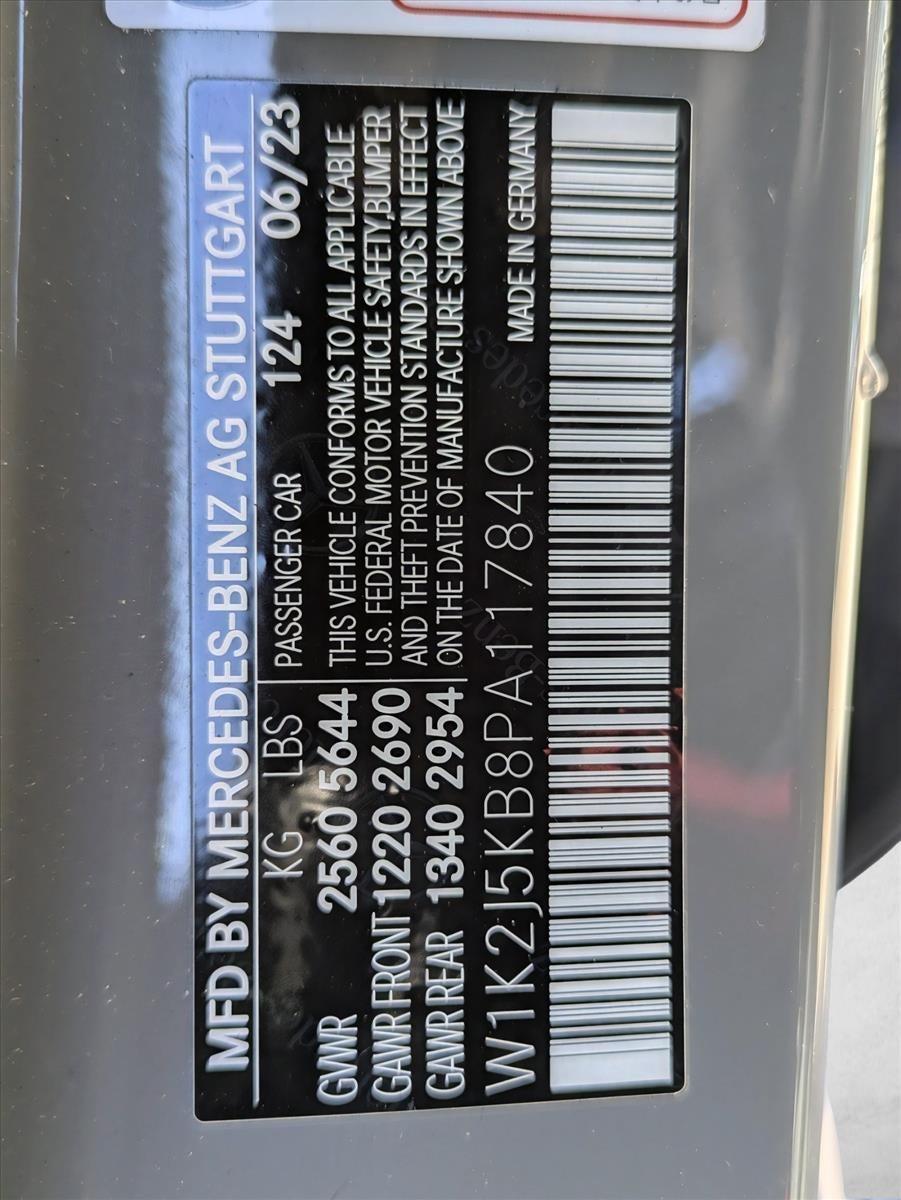 MFD BY MERCEDES-BENZ AG STUTTGART
KG LBS PASSENGER CAR 124 06/23
GWR 2560 5644 THIS VEHICLE CONFORMS TO ALL APPLICABLE
GAWR FRONT 1220 2690 U.S. FEDERAL MOTOR VEHICLE SAFETY,BUMPER
GAWR REAR 1340 2954 AND THEFT PREVENTION STANDARDS IN EFFECT
ON THE DATE OF MANUFACTURE SHOWN ABOVE
W1K2J5KB8PA117840 MADE IN GERMANY